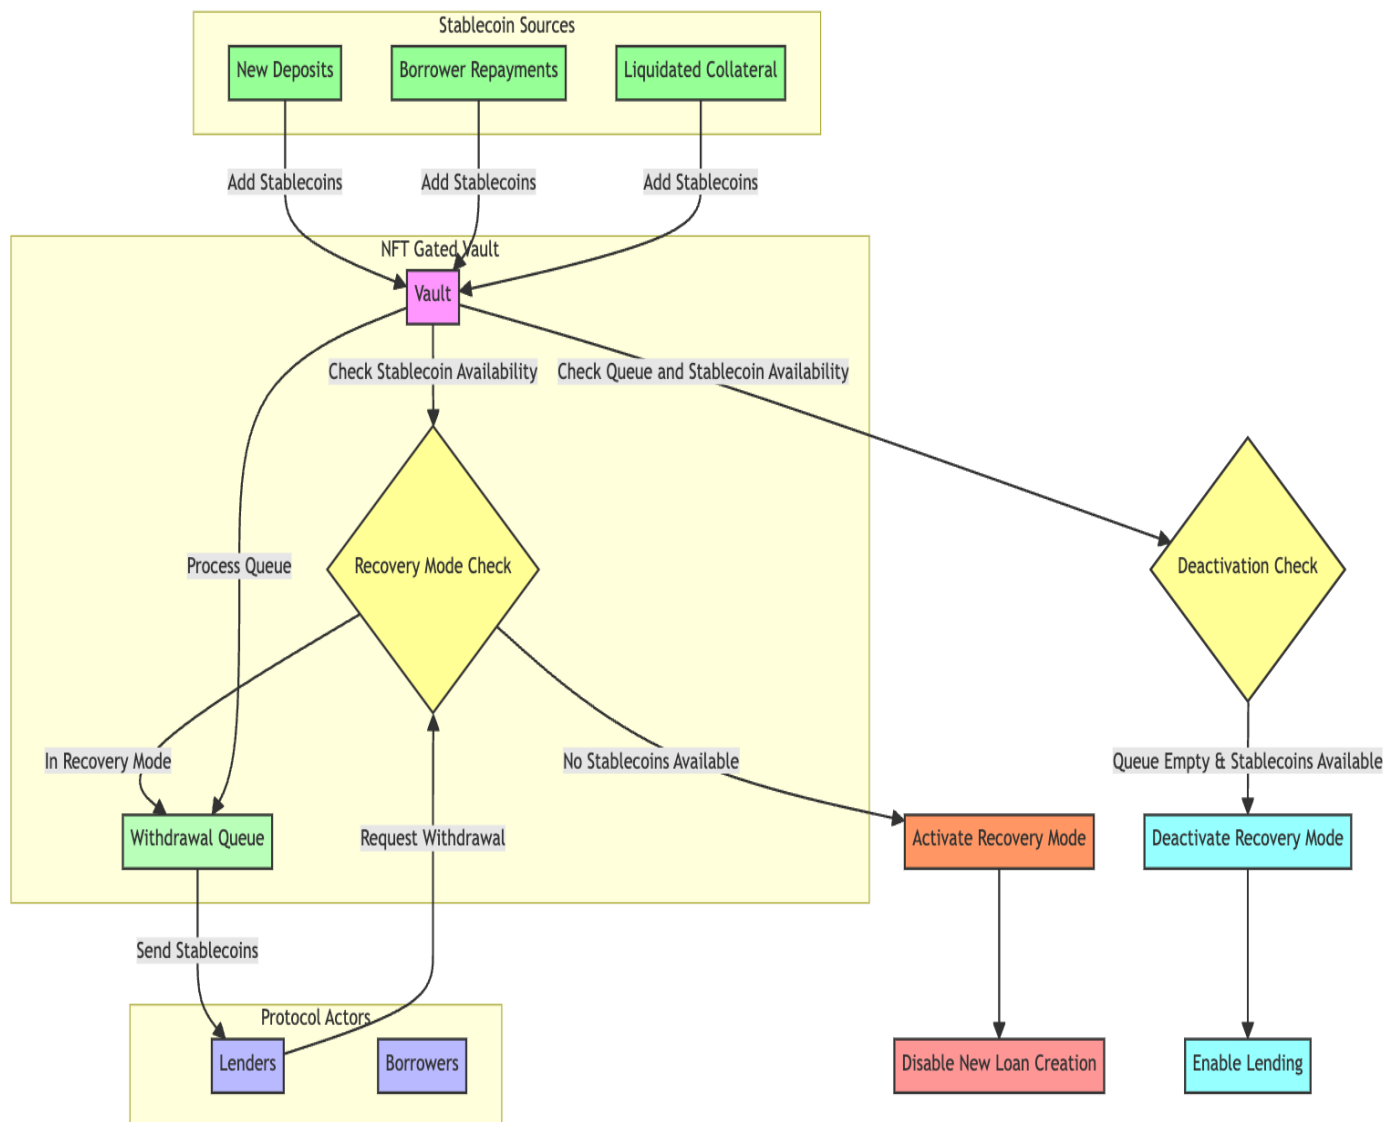 Stablecoin Sources
New Deposits
Borrower Repayments
Liquidated Collateral
Add Stablecoins
Add Stablecoins
Add Stablecoins
NFT Gated Vault
Vault
Check Stablecoin Availability
Check Queue and Stablecoin Availability
Process Queue
Recovery Mode Check
Deactivation Check
In Recovery Mode
No Stablecoins Available
Queue Empty & Stablecoins Available
Withdrawal Queue
Request Withdrawal
Activate Recovery Mode
Deactivate Recovery Mode
Send Stablecoins
Protocol Actors
Lenders
Borrowers
Disable New Loan Creation
Enable Lending